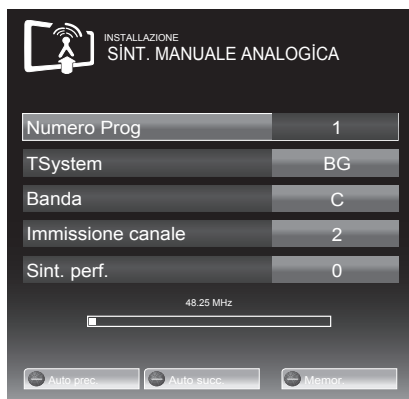 INSTALLAZIONE
SİNT. MANUALE ANALOGİCA
Numero Prog 1
TSystem BG
Banda C
Immissione canale 2
Sint. perf. 0
48.25 MHz
Auto prec. Auto succ. Memor.